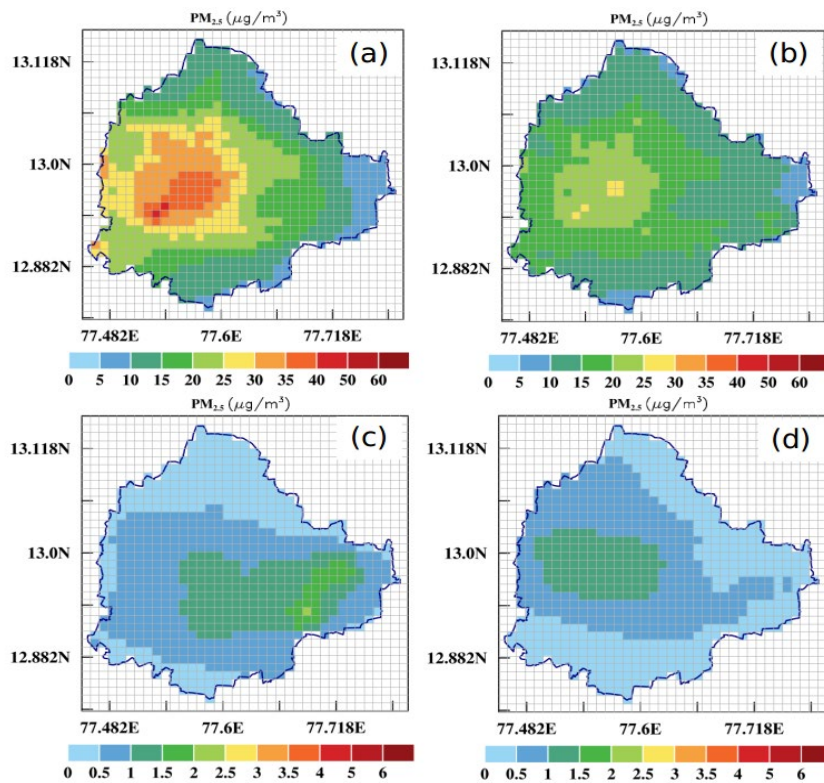 PM2.5 (μg/m³)
(a)
13.118N
13.0N
12.882N
77.482E 77.6E 77.718E
0 5 10 15 20 25 30 35 40 50 60
PM2.5 (μg/m³)
(b)
13.118N
13.0N
12.882N
77.482E 77.6E 77.718E
0 5 10 15 20 25 30 35 40 50 60
PM2.5 (μg/m³)
(c)
13.118N
13.0N
12.882N
77.482E 77.6E 77.718E
0 0.5 1 1.5 2 2.5 3 3.5 4 5 6
PM2.5 (μg/m³)
(d)
13.118N
13.0N
12.882N
77.482E 77.6E 77.718E
0 0.5 1 1.5 2 2.5 3 3.5 4 5 6